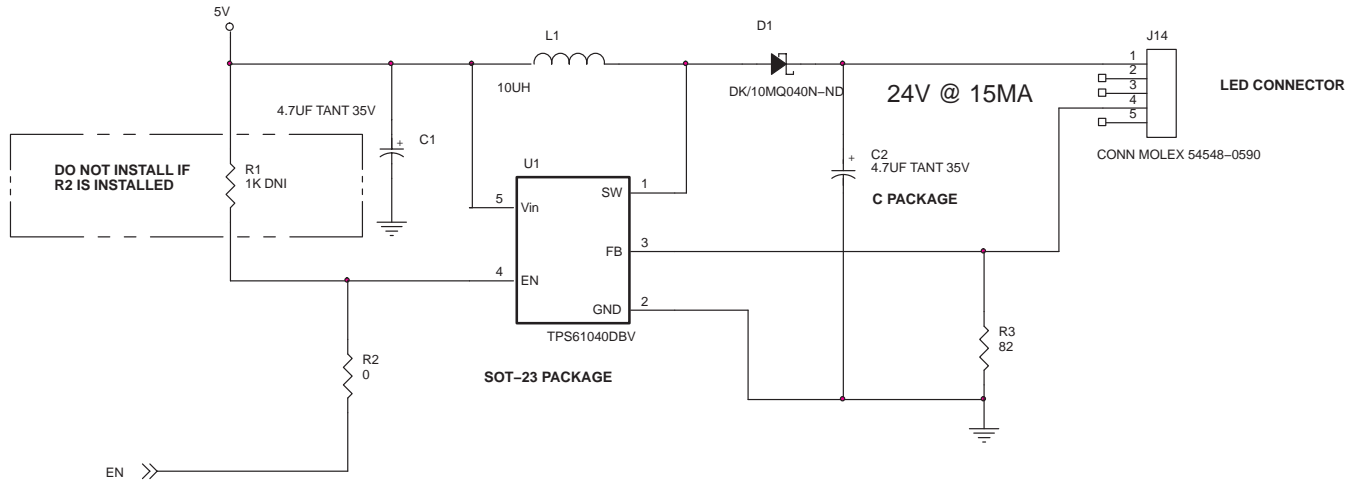 5V
L1
10UH
D1
DK/10MQ040N–ND
24V @ 15MA
J14
1
2
3
4
5
LED CONNECTOR
CONN MOLEX 54548–0590
4.7UF TANT 35V
+
C1
DO NOT INSTALL IF
R2 IS INSTALLED
R1
1K DNI
U1
SW
1
5
Vin
FB
3
4
EN
GND
2
TPS61040DBV
SOT–23 PACKAGE
+
C2
4.7UF TANT 35V
C PACKAGE
R3
82
R2
0
EN